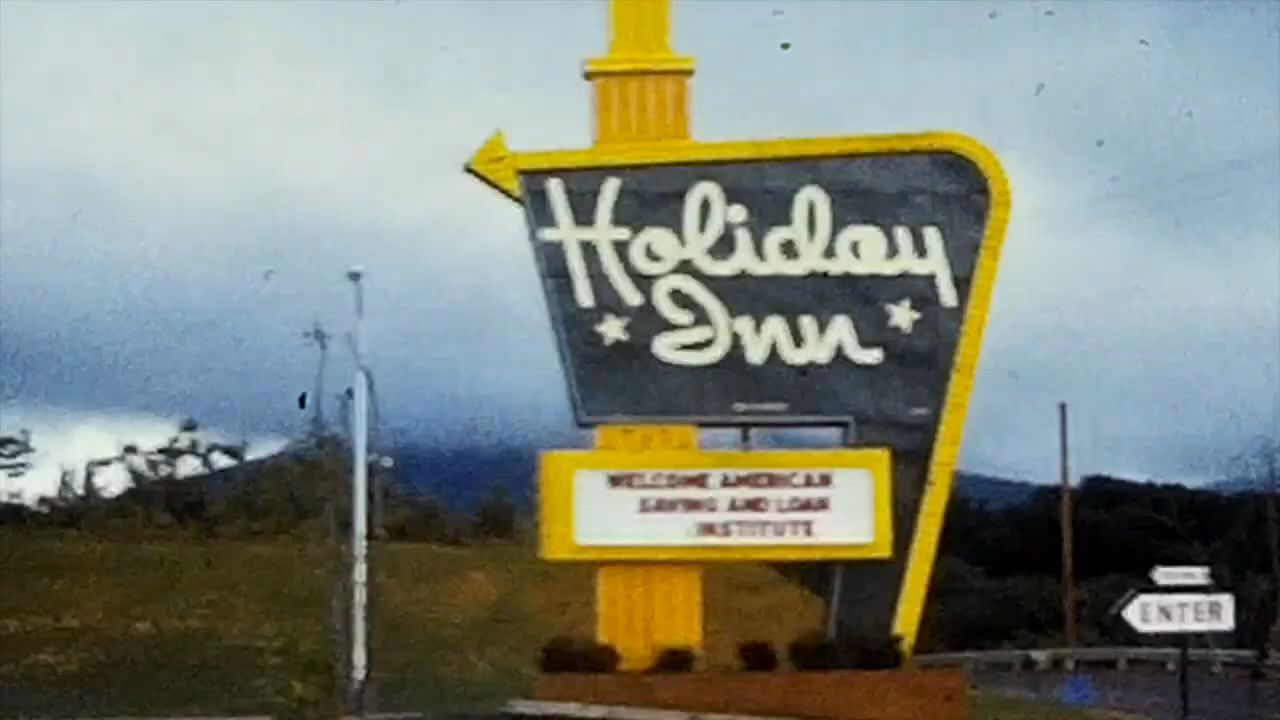 Holiday
Inn
WELCOME AMERICAN
SAVING AND LOAN
INSTITUTE
ENTER